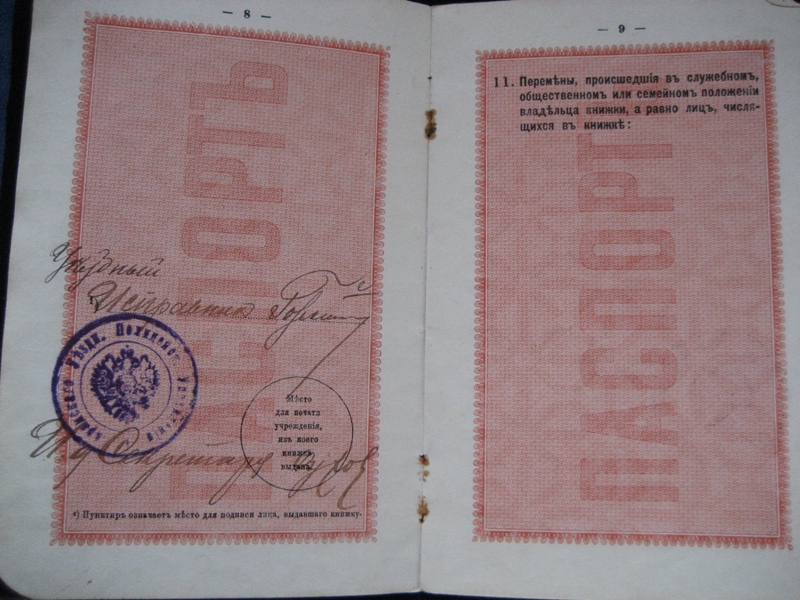 — 8 —
ПАСПОРТЪ
Уѣздный
Исправникъ
Мѣсто
для печати
учрежденія,
изъ коего
книжка
выдана.
Секретаря
*) Пунктиръ означаетъ мѣсто для подписи лица, выдавшаго книжку.
— 9 —
11. Перемѣны, происшедшія въ служебномъ,
общественномъ или семейномъ положеніи
владѣльца книжки, а равно лицъ, числя-
щихся въ книжкѣ:
ПАСПОРТЪ